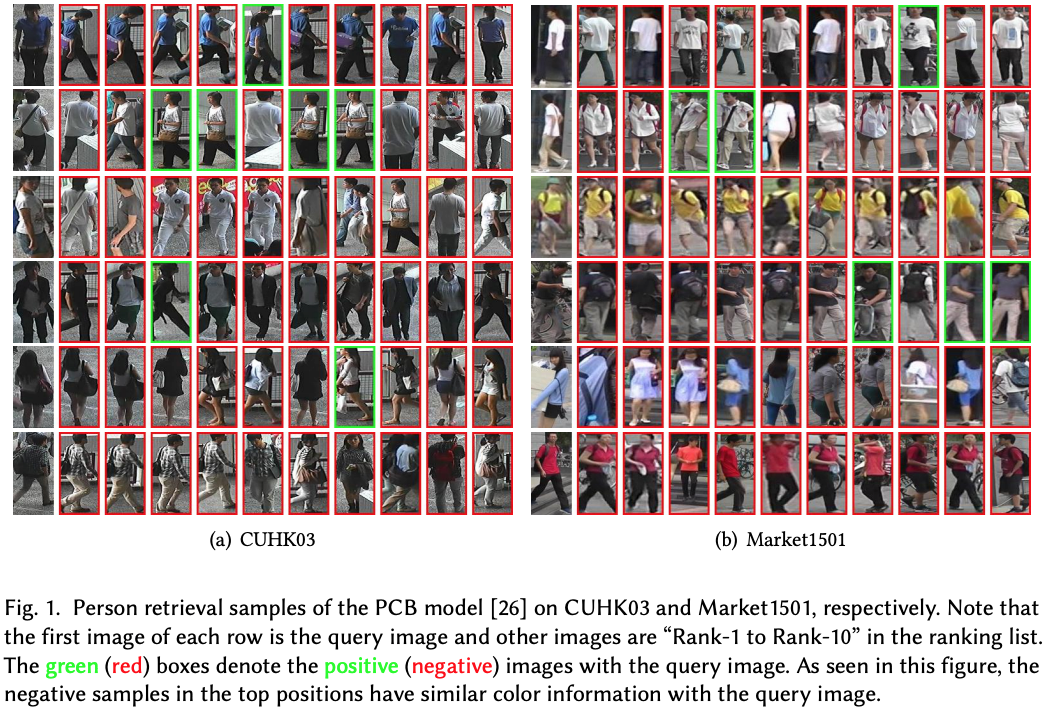 (a) CUHK03
(b) Market1501
Fig. 1. Person retrieval samples of the PCB model [26] on CUHK03 and Market1501, respectively. Note that
the first image of each row is the query image and other images are “Rank-1 to Rank-10” in the ranking list.
The green (red) boxes denote the positive (negative) images with the query image. As seen in this figure, the
negative samples in the top positions have similar color information with the query image.